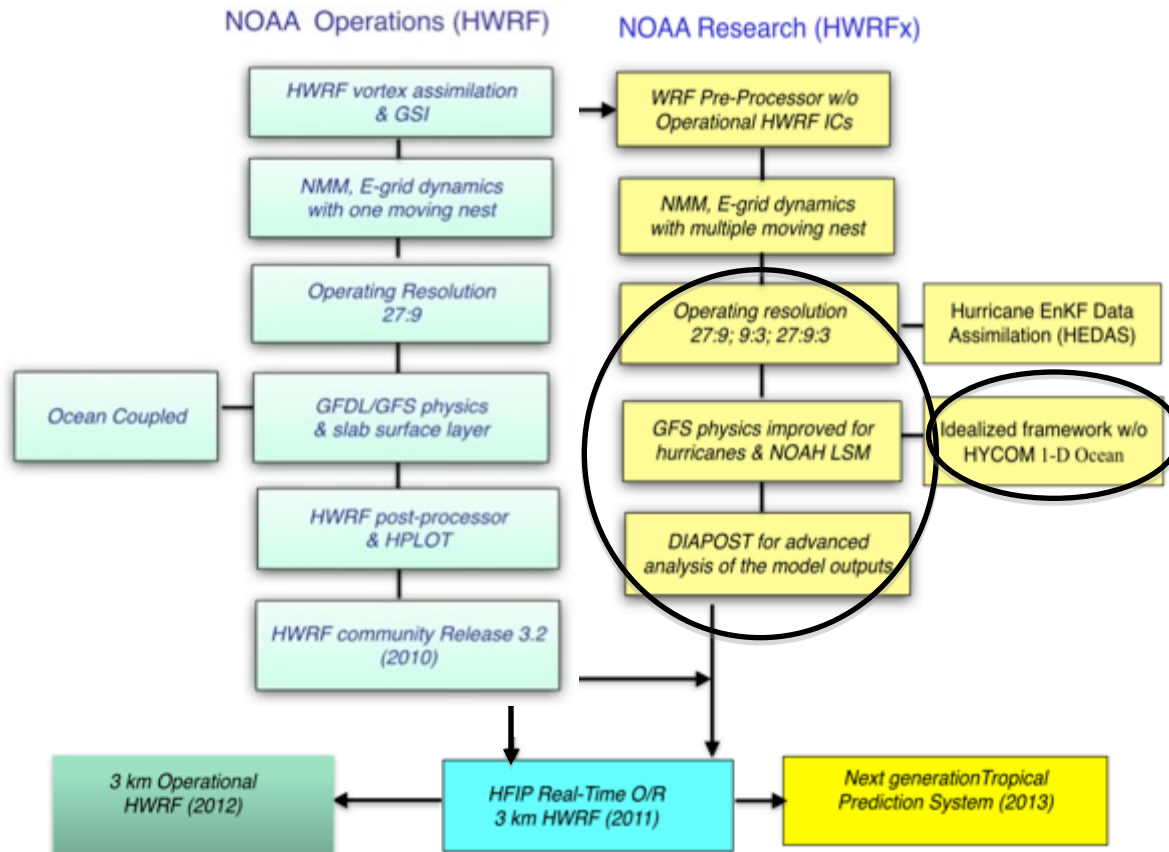 NOAA Operations (HWRF)
NOAA Research (HWRFx)
HWRF vortex assimilation
& GSI
WRF Pre-Processor w/o
Operational HWRF ICs
NMM, E-grid dynamics
with one moving nest
NMM, E-grid dynamics
with multiple moving nest
Operating Resolution
27:9
Operating resolution
27:9; 9:3; 27:9:3
Hurricane EnKF Data
Assimilation (HEDAS)
Ocean Coupled
GFDL/GFS physics
& slab surface layer
GFS physics improved for
hurricanes & NOAH LSM
Idealized framework w/o
HYCOM 1-D Ocean
HWRF post-processor
& HPLOT
DIAPOST for advanced
analysis of the model outputs
HWRF community Release 3.2
(2010)
3 km Operational
HWRF (2012)
HFIP Real-Time O/R
3 km HWRF (2011)
Next generationTropical
Prediction System (2013)